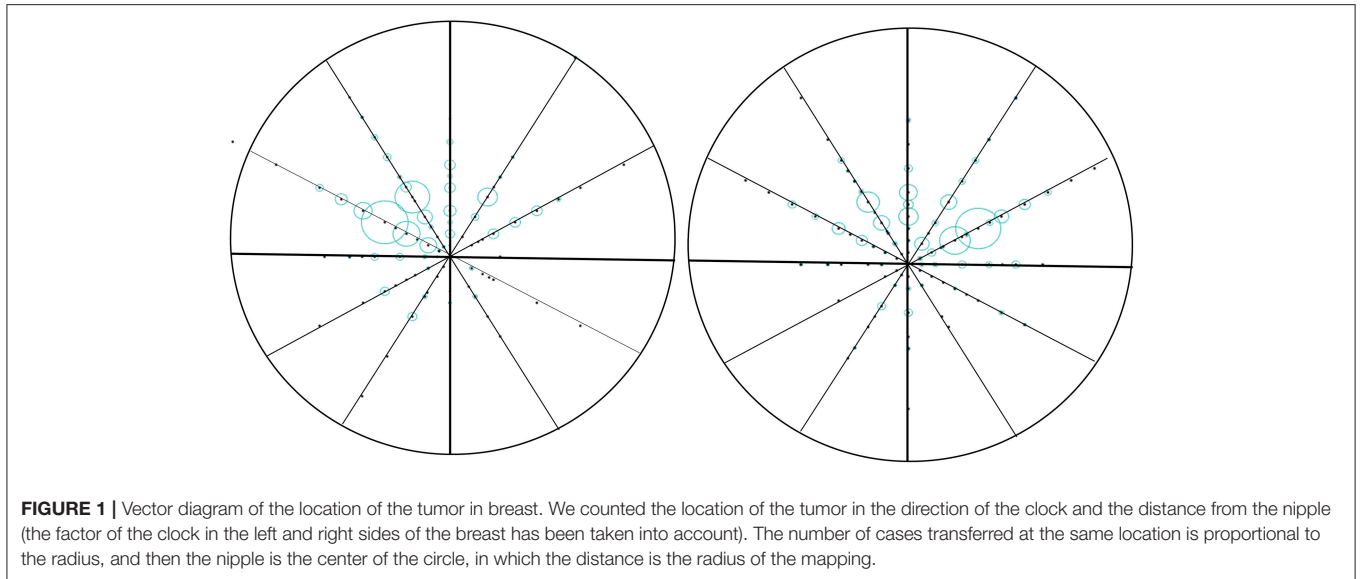 FIGURE 1 | Vector diagram of the location of the tumor in breast. We counted the location of the tumor in the direction of the clock and the distance from the nipple
(the factor of the clock in the left and right sides of the breast has been taken into account). The number of cases transferred at the same location is proportional to
the radius, and then the nipple is the center of the circle, in which the distance is the radius of the mapping.